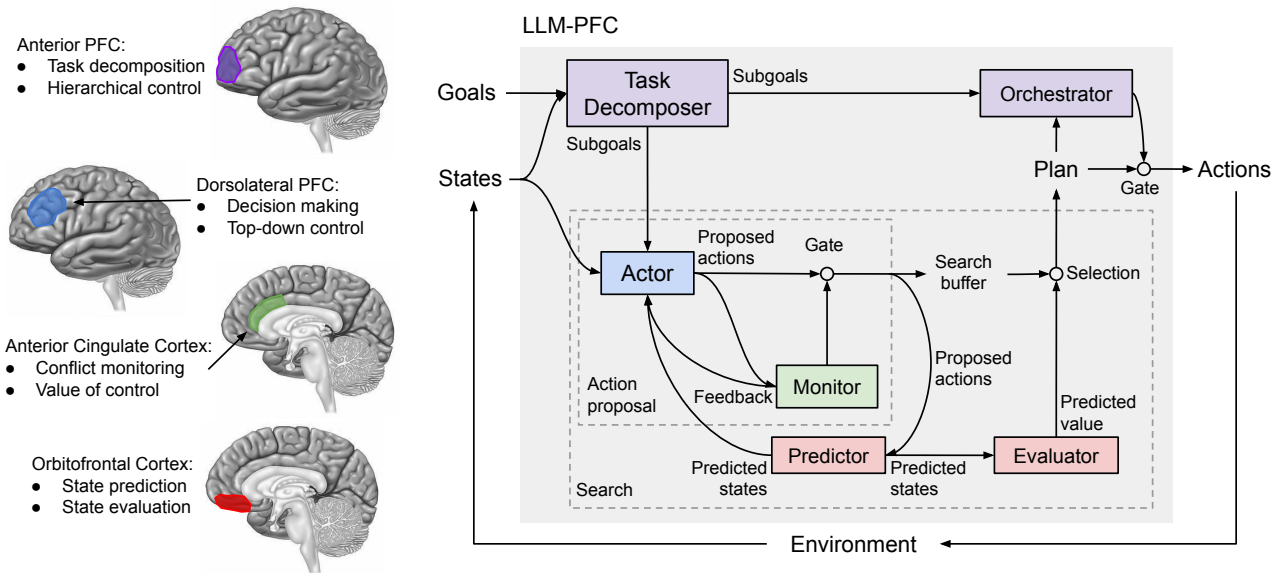 Anterior PFC:
● Task decomposition
● Hierarchical control
Dorsolateral PFC:
● Decision making
● Top-down control
Anterior Cingulate Cortex:
● Conflict monitoring
● Value of control
Orbitofrontal Cortex:
● State prediction
● State evaluation
LLM-PFC
Goals
States
Task
Decomposer
Subgoals
Subgoals
Orchestrator
Plan
Gate
Actions
Actor
Proposed
actions
Gate
Search
buffer
Selection
Action
proposal
Feedback
Monitor
Proposed
actions
Predicted
value
Predicted
states
Predictor
Predicted
states
Evaluator
Search
Environment